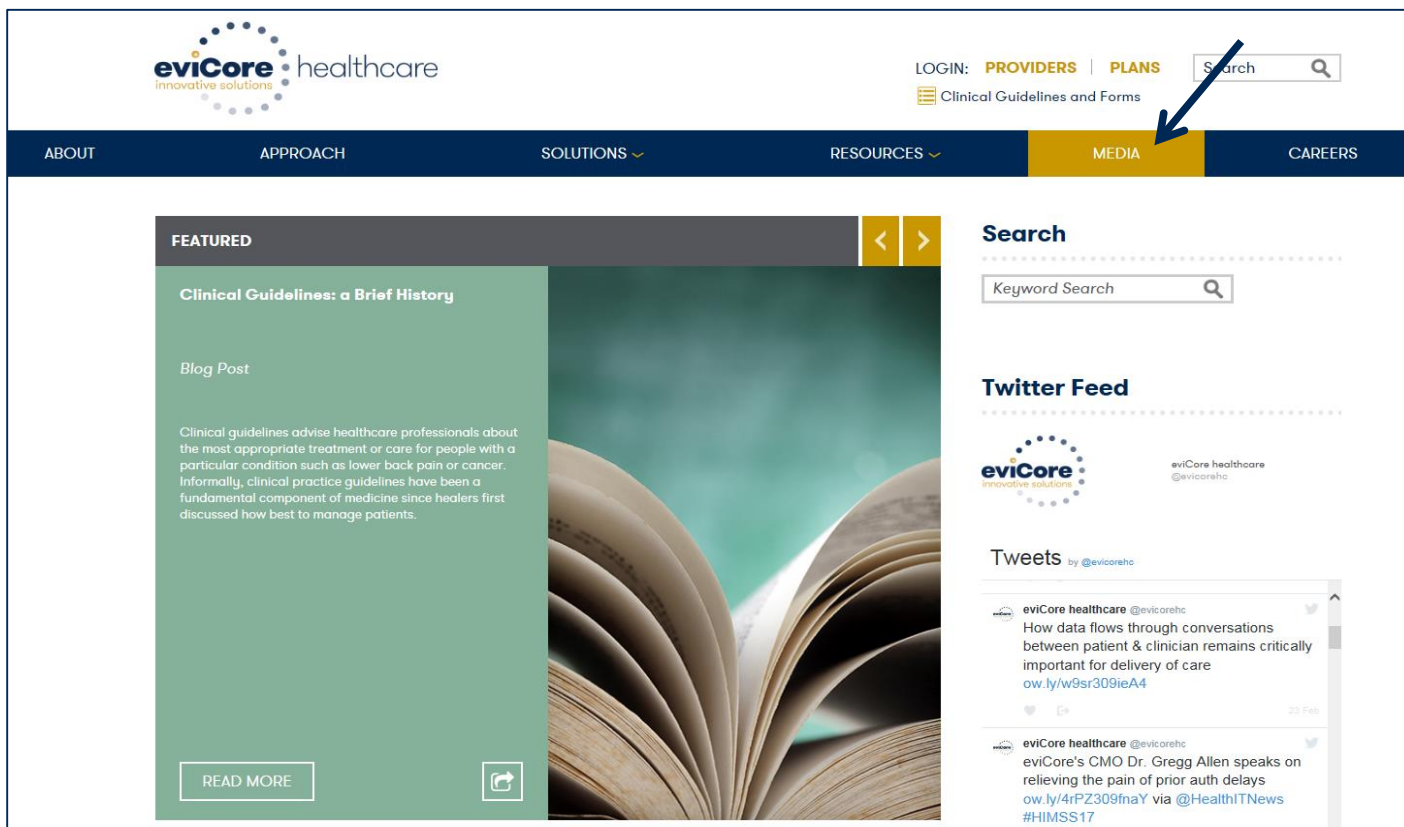 eviCore healthcare
innovative solutions
LOGIN: PROVIDERS | PLANS
Search
Clinical Guidelines and Forms
ABOUT
APPROACH
SOLUTIONS
RESOURCES
MEDIA
CAREERS
FEATURED
Clinical Guidelines: a Brief History
Blog Post
Clinical guidelines advise healthcare professionals about
the most appropriate treatment or care for people with a
particular condition such as lower back pain or cancer.
Informally, clinical practice guidelines have been a
fundamental component of medicine since healers first
discussed how best to manage patients.
READ MORE
Search
Keyword Search
Twitter Feed
eviCore
innovative solutions
eviCore healthcare
@evicorehc
Tweets by @evicorehc
eviCore healthcare @evicorehc
How data flows through conversations
between patient & clinician remains critically
important for delivery of care
ow.ly/w9sr309ieA4
23 Feb
eviCore healthcare @evicorehc
eviCore's CMO Dr. Gregg Allen speaks on
relieving the pain of prior auth delays
ow.ly/4rPZ309fnaY via @HealthITNews
#HIMSS17